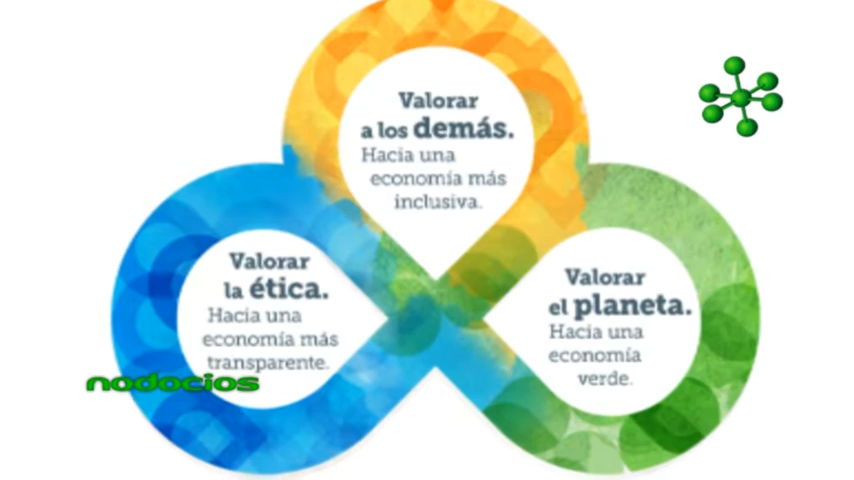 Valorar
a los demás.
Hacia una
economía más
inclusiva.
Valorar
la ética.
Hacia una
economía más
transparente.
Valorar
el planeta.
Hacia una
economía
verde.
nodocios